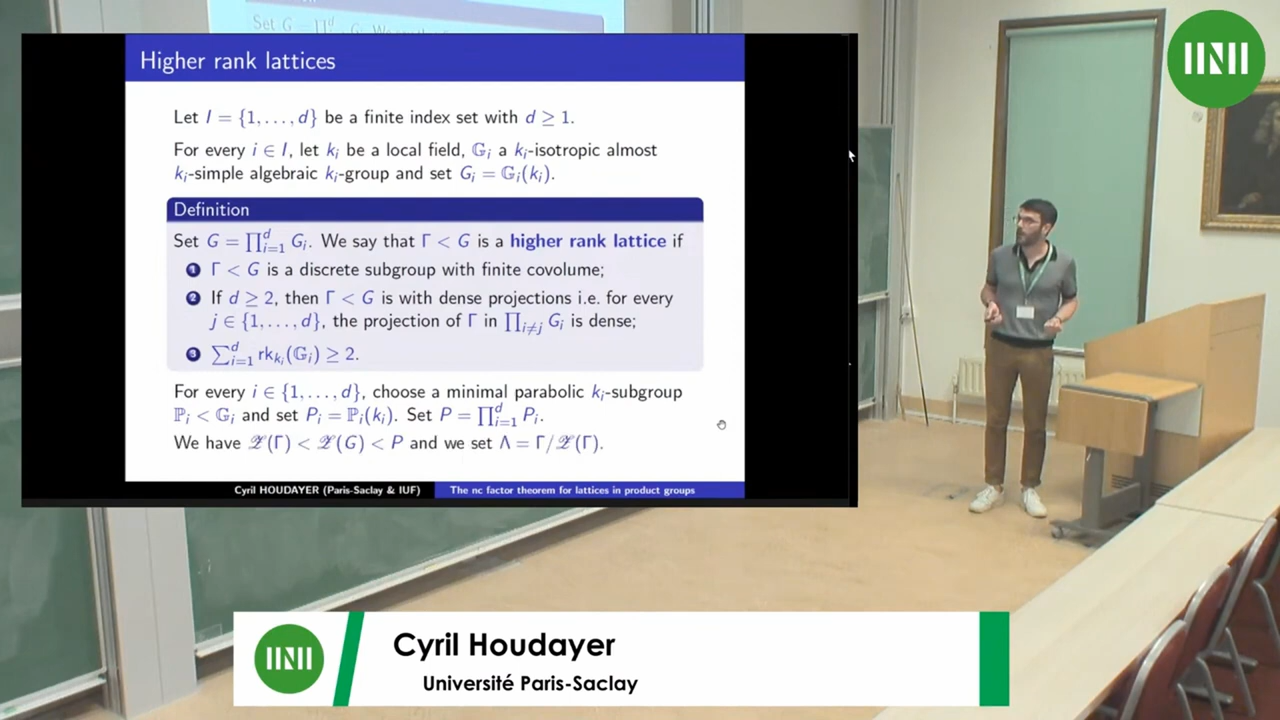 Set G = ∏
Higher rank lattices
Let I = {1, . . . , d} be a finite index set with d ≥ 1.
For every i ∈ I, let k_i be a local field, 𝔾_i a k_i-isotropic almost
k_i-simple algebraic k_i-group and set G_i = 𝔾_i(k_i).
Definition
Set G = ∏_{i=1}^d G_i. We say that Γ < G is a higher rank lattice if
1 Γ < G is a discrete subgroup with finite covolume;
2 If d ≥ 2, then Γ < G is with dense projections i.e. for every
j ∈ {1, . . . , d}, the projection of Γ in ∏_{i≠j} G_i is dense;
3 ∑_{i=1}^d rk_{k_i}(𝔾_i) ≥ 2.
For every i ∈ {1, . . . , d}, choose a minimal parabolic k_i-subgroup
ℙ_i < 𝔾_i and set P_i = ℙ_i(k_i). Set P = ∏_{i=1}^d P_i.
We have 𝒵(Γ) < 𝒵(G) < P and we set Λ = Γ/𝒵(Γ).
Cyril HOUDAYER (Paris-Saclay & IUF) The nc factor theorem for lattices in product groups
Cyril Houdayer
Université Paris-Saclay